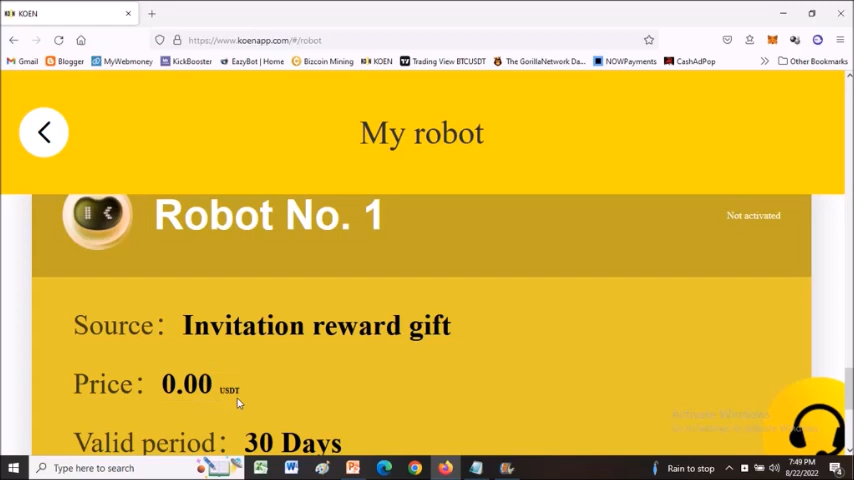 KOEN
https://www.koenapp.com/#/robot
Gmail
Blogger
MyWebmoney
KickBooster
EazyBot | Home
Bizcoin Mining
KOEN
Trading View BTCUSDT
The GorillaNetwork Da...
NOWPayments
CashAdPop
Other Bookmarks
My robot
Robot No. 1
Not activated
Source: Invitation reward gift
Price: 0.00 USDT
Valid period: 30 Days
Activate Windows
Type here to search
Rain to stop
7:49 PM
8/22/2022
4